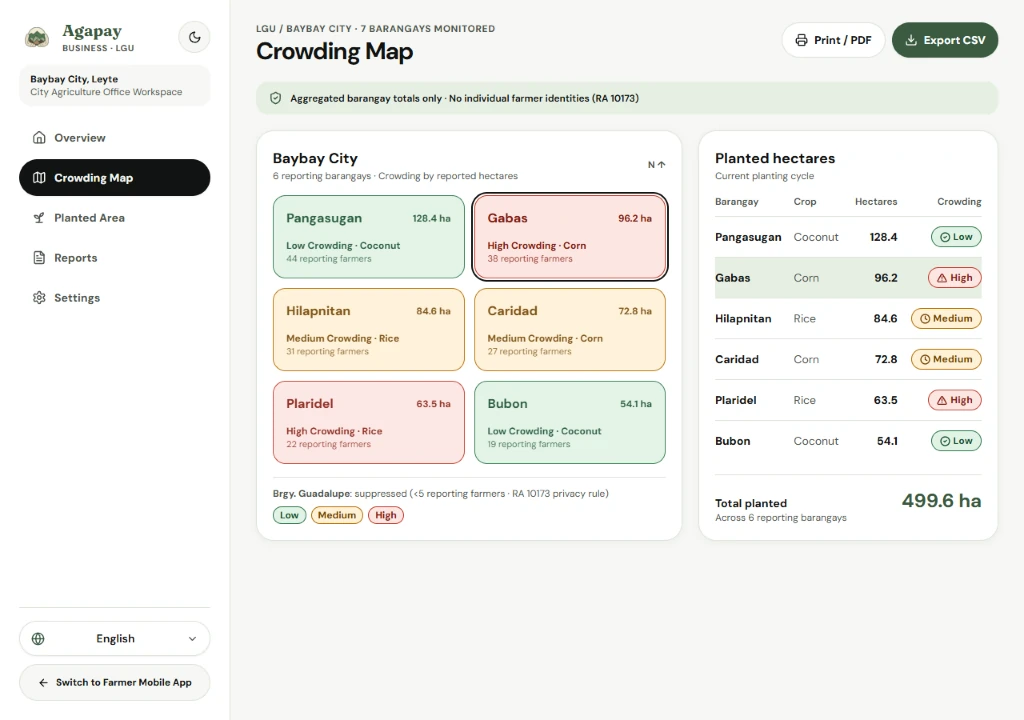 Agapay
BUSINESS · LGU
Baybay City, Leyte
City Agriculture Office Workspace
Overview
Crowding Map
Planted Area
Reports
Settings
English
Switch to Farmer Mobile App
LGU / BAYBAY CITY · 7 BARANGAYS MONITORED
Crowding Map
Print / PDF
Export CSV
Aggregated barangay totals only · No individual farmer identities (RA 10173)
Baybay City
6 reporting barangays · Crowding by reported hectares
N ↑
Pangasugan 128.4 ha
Low Crowding · Coconut
44 reporting farmers
Gabas 96.2 ha
High Crowding · Corn
38 reporting farmers
Hilapnitan 84.6 ha
Medium Crowding · Rice
31 reporting farmers
Caridad 72.8 ha
Medium Crowding · Corn
27 reporting farmers
Plaridel 63.5 ha
High Crowding · Rice
22 reporting farmers
Bubon 54.1 ha
Low Crowding · Coconut
19 reporting farmers
Brgy. Guadalupe: suppressed (<5 reporting farmers · RA 10173 privacy rule)
Low Medium High
Planted hectares
Current planting cycle
Barangay Crop Hectares Crowding
Pangasugan Coconut 128.4 Low
Gabas Corn 96.2 High
Hilapnitan Rice 84.6 Medium
Caridad Corn 72.8 Medium
Plaridel Rice 63.5 High
Bubon Coconut 54.1 Low
Total planted 499.6 ha
Across 6 reporting barangays